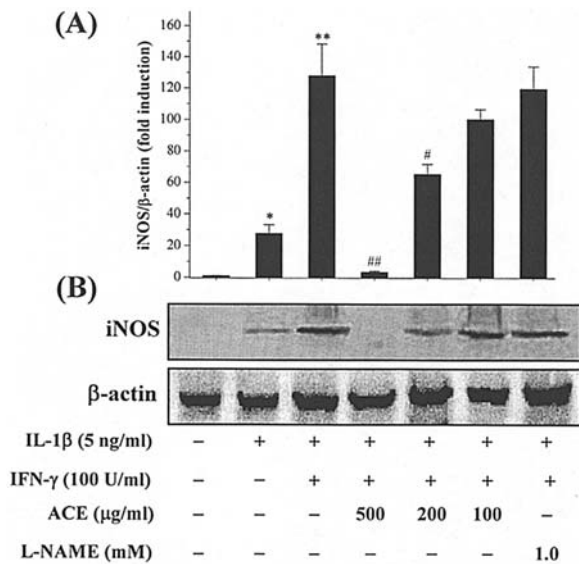 (A)
**
160
140
120
100
80
60
40
20
0
iNOS/β-actin (fold induction)
*
##
#
(B)
iNOS
β-actin
IL-1β (5 ng/ml) – + + + + + +
IFN-γ (100 U/ml) – – + + + + +
ACE (μg/ml) – – – 500 200 100 –
L-NAME (mM) – – – – – – 1.0